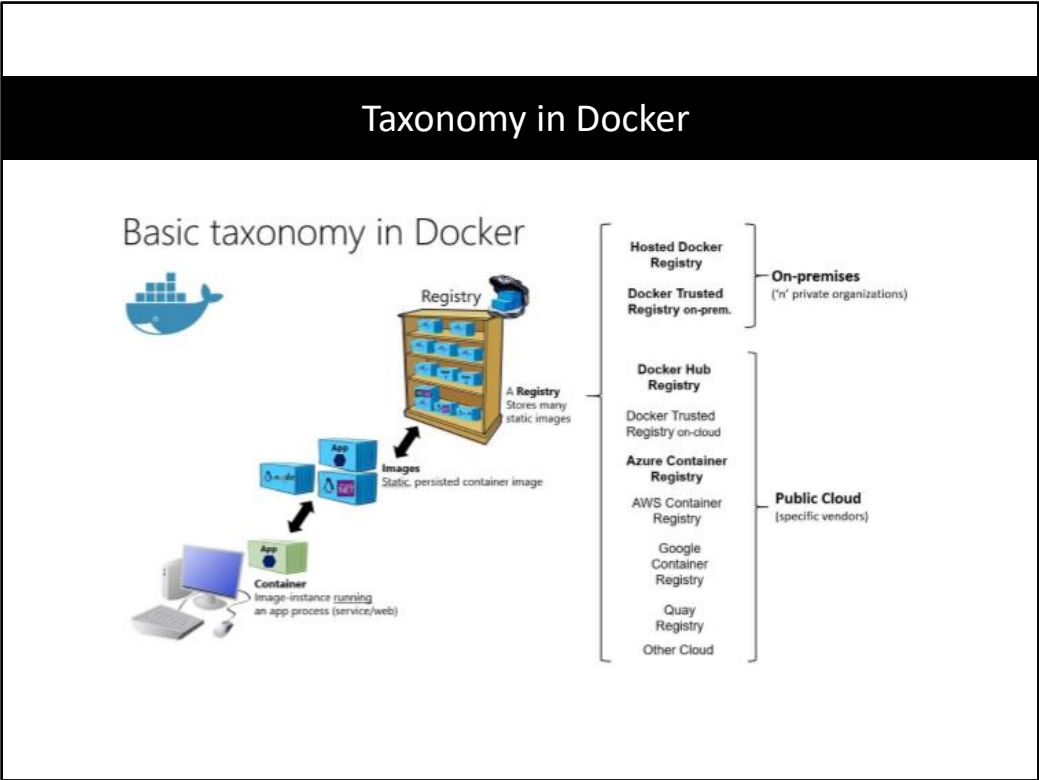 Taxonomy in Docker
Basic taxonomy in Docker
Registry
A Registry
Stores many
static images
App
node
.NET
Images
Static, persisted container image
App
Container
Image-instance running
an app process (service/web)
Hosted Docker
Registry
Docker Trusted
Registry on-prem.
On-premises
('n' private organizations)
Docker Hub
Registry
Docker Trusted
Registry on-cloud
Azure Container
Registry
AWS Container
Registry
Google
Container
Registry
Quay
Registry
Other Cloud
Public Cloud
(specific vendors)